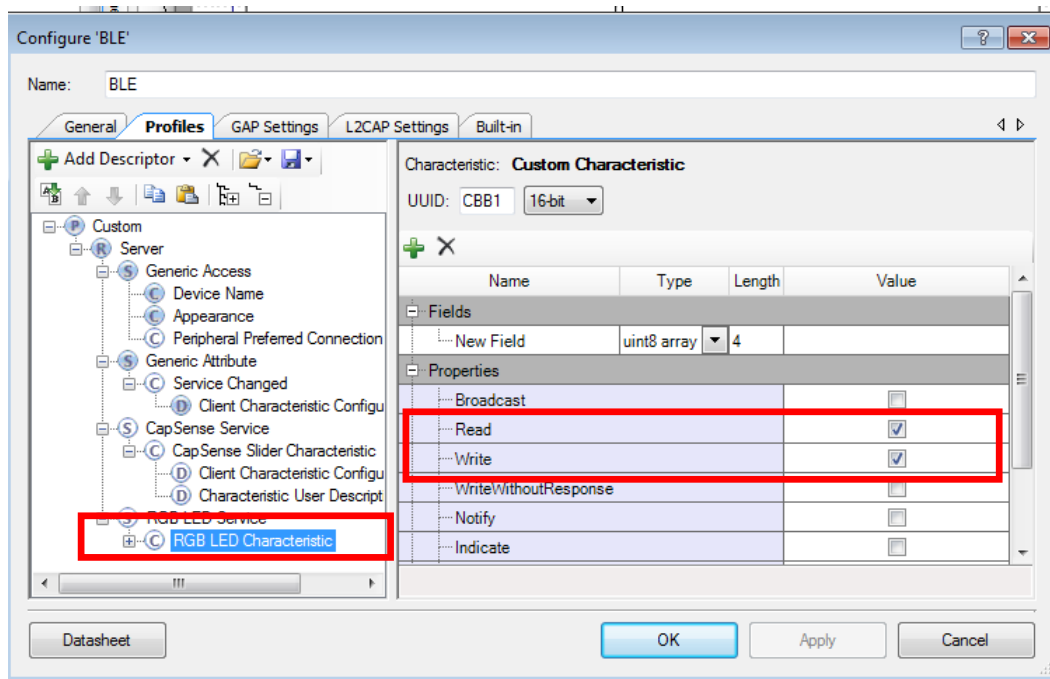 Configure 'BLE'
Name: BLE
General Profiles GAP Settings L2CAP Settings Built-in
Add Descriptor
Custom
Server
Generic Access
Device Name
Appearance
Peripheral Preferred Connection
Generic Attribute
Service Changed
Client Characteristic Configu
CapSense Service
CapSense Slider Characteristic
Client Characteristic Configu
Characteristic User Descript
RGB LED Service
RGB LED Characteristic
Characteristic: Custom Characteristic
UUID: CBB1 16-bit
Name Type Length Value
Fields
New Field uint8 array 4
Properties
Broadcast
Read
Write
WriteWithoutResponse
Notify
Indicate
Datasheet OK Apply Cancel